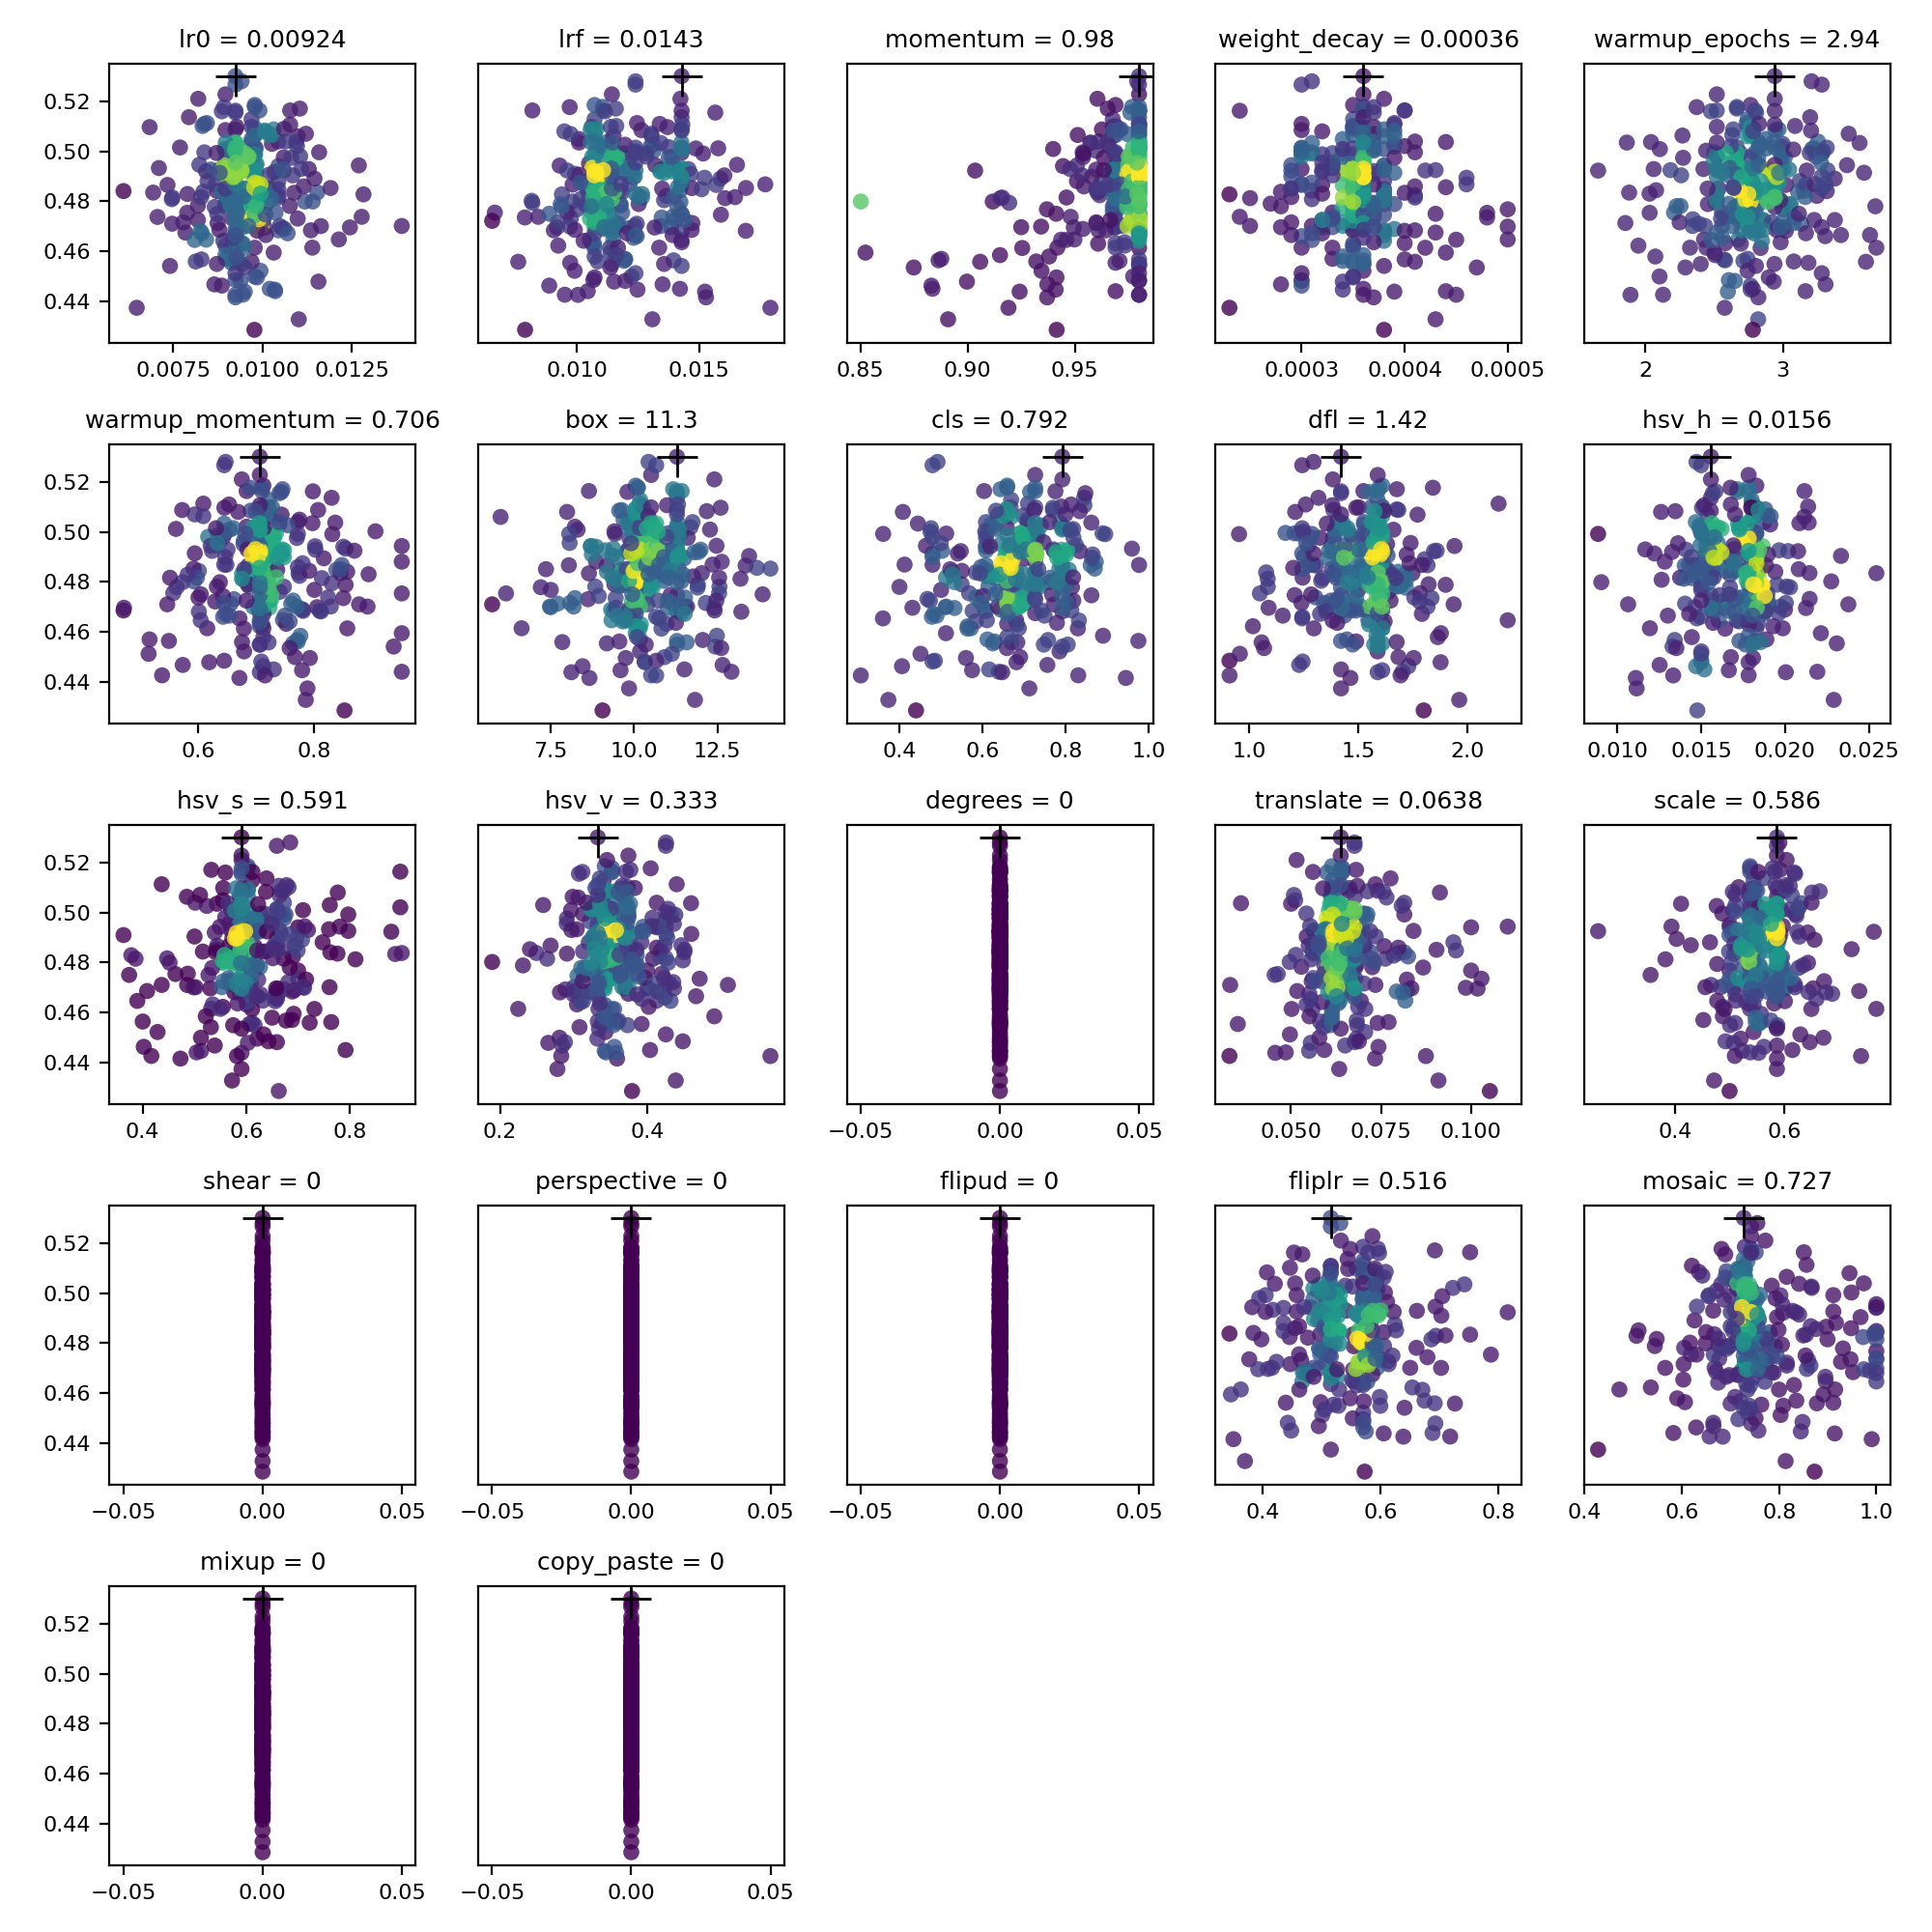 lr0 = 0.00924 lrf = 0.0143 momentum = 0.98 weight_decay = 0.00036 warmup_epochs = 2.94
0.52
0.50
0.48
0.46
0.44
0.0075 0.0100 0.0125 0.010 0.015 0.85 0.90 0.95 0.0003 0.0004 0.0005 2 3
warmup_momentum = 0.706 box = 11.3 cls = 0.792 dfl = 1.42 hsv_h = 0.0156
0.52
0.50
0.48
0.46
0.44
0.6 0.8 7.5 10.0 12.5 0.4 0.6 0.8 1.0 1.0 1.5 2.0 0.010 0.015 0.020 0.025
hsv_s = 0.591 hsv_v = 0.333 degrees = 0 translate = 0.0638 scale = 0.586
0.52
0.50
0.48
0.46
0.44
0.4 0.6 0.8 0.2 0.4 −0.05 0.00 0.05 0.050 0.075 0.100 0.4 0.6
shear = 0 perspective = 0 flipud = 0 fliplr = 0.516 mosaic = 0.727
0.52
0.50
0.48
0.46
0.44
−0.05 0.00 0.05 −0.05 0.00 0.05 −0.05 0.00 0.05 0.4 0.6 0.8 0.4 0.6 0.8 1.0
mixup = 0 copy_paste = 0
0.52
0.50
0.48
0.46
0.44
−0.05 0.00 0.05 −0.05 0.00 0.05